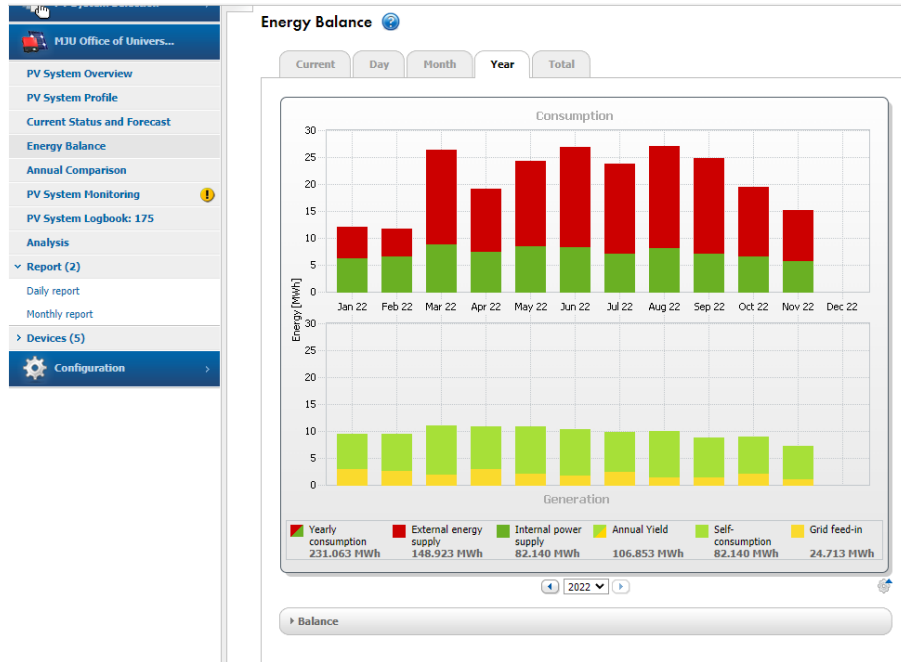 MJU Office of Univers...
PV System Overview
PV System Profile
Current Status and Forecast
Energy Balance
Annual Comparison
PV System Monitoring
PV System Logbook: 175
Analysis
Report (2)
Daily report
Monthly report
Devices (5)
Configuration
Energy Balance
Current Day Month Year Total
Consumption
30
25
20
15
10
5
0
Jan 22 Feb 22 Mar 22 Apr 22 May 22 Jun 22 Jul 22 Aug 22 Sep 22 Oct 22 Nov 22 Dec 22
Energy [MWh]
30
25
20
15
10
5
0
Generation
Yearly consumption 231.063 MWh
External energy supply 148.923 MWh
Internal power supply 82.140 MWh
Annual Yield 106.853 MWh
Self-consumption 82.140 MWh
Grid feed-in 24.713 MWh
2022
Balance